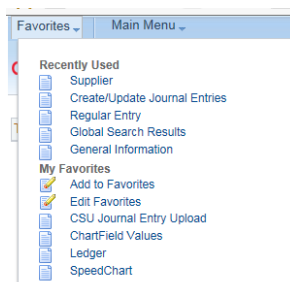 Favorites Main Menu
Recently Used
Supplier
Create/Update Journal Entries
Regular Entry
Global Search Results
General Information
My Favorites
Add to Favorites
Edit Favorites
CSU Journal Entry Upload
ChartField Values
Ledger
SpeedChart